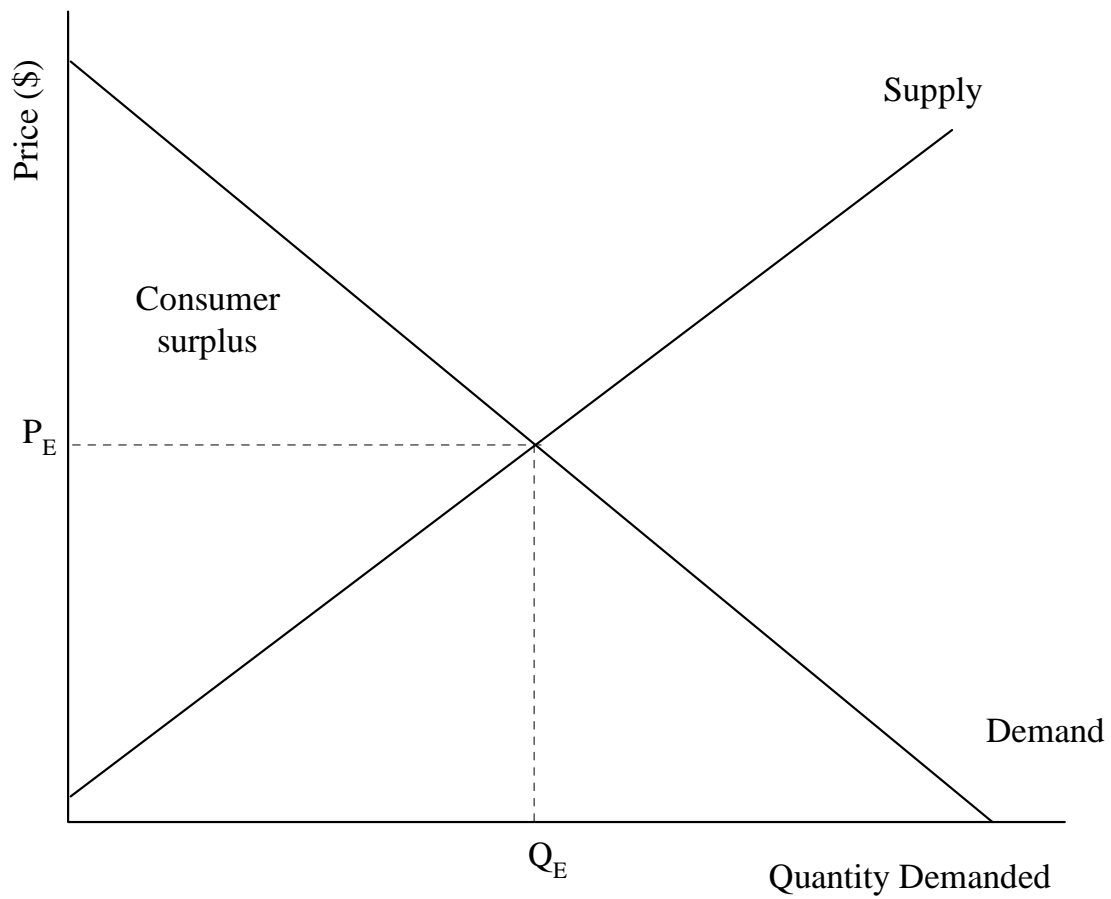 Price ($)
Supply
Consumer
surplus
P_E
Demand
Q_E
Quantity Demanded